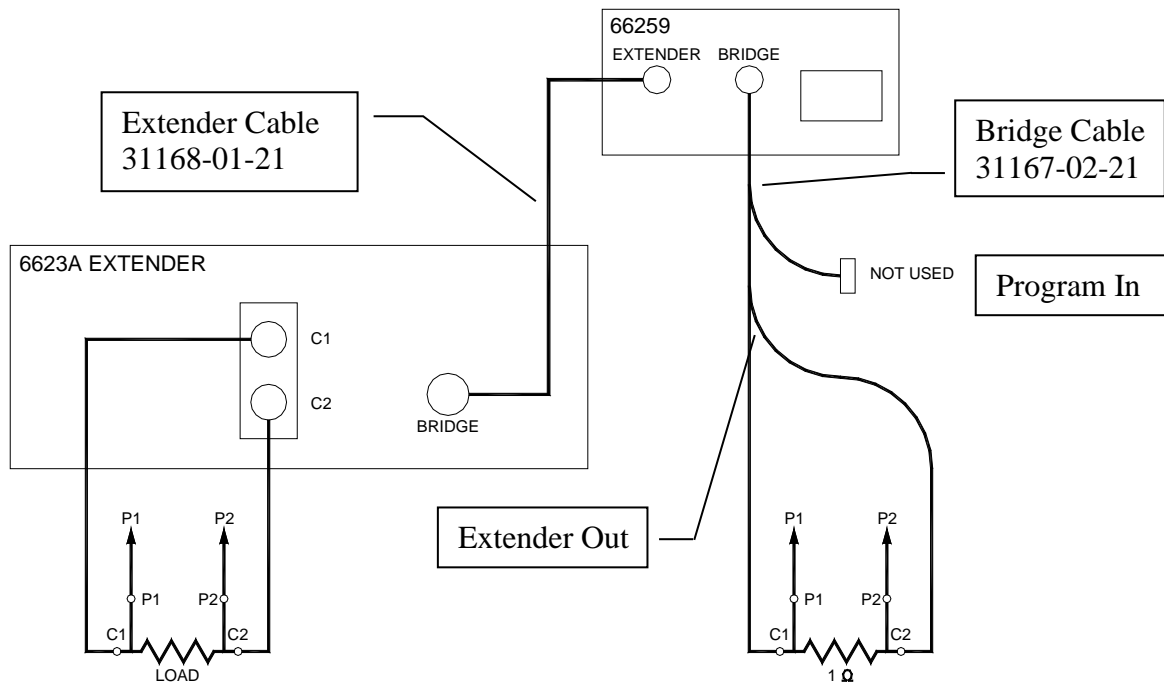 66259
EXTENDER
BRIDGE
Extender Cable
31168-01-21
Bridge Cable
31167-02-21
6623A EXTENDER
NOT USED
Program In
C1
C2
BRIDGE
Extender Out
P1
P2
P1
P2
C1
C2
LOAD
P1
P2
P1
P2
C1
C2
1 Ω